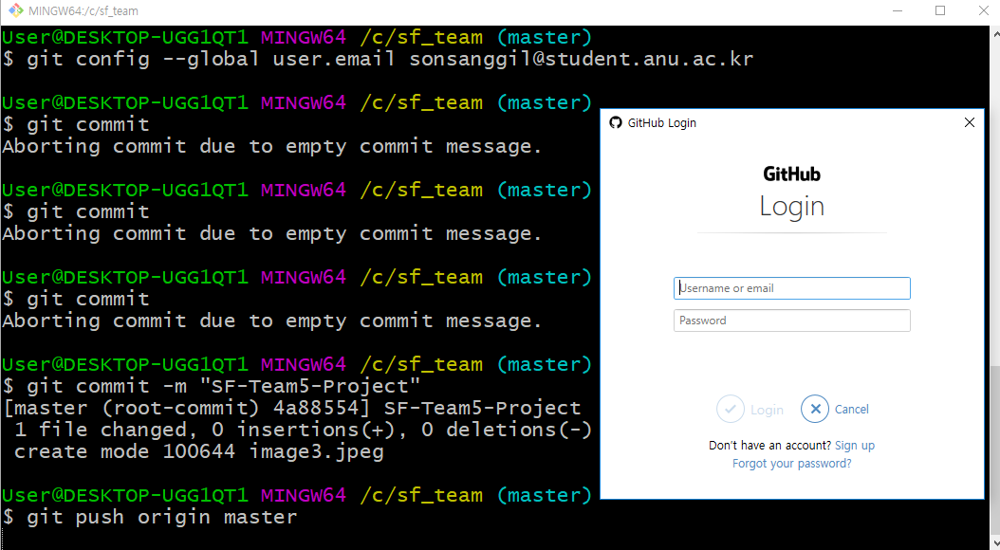 MINGW64:/c/sf_team
User@DESKTOP-UGG1QT1 MINGW64 /c/sf_team (master)
$ git config --global user.email sonsanggil@student.anu.ac.kr
User@DESKTOP-UGG1QT1 MINGW64 /c/sf_team (master)
$ git commit
Aborting commit due to empty commit message.
User@DESKTOP-UGG1QT1 MINGW64 /c/sf_team (master)
$ git commit
Aborting commit due to empty commit message.
User@DESKTOP-UGG1QT1 MINGW64 /c/sf_team (master)
$ git commit
Aborting commit due to empty commit message.
User@DESKTOP-UGG1QT1 MINGW64 /c/sf_team (master)
$ git commit -m "SF-Team5-Project"
[master (root-commit) 4a88554] SF-Team5-Project
1 file changed, 0 insertions(+), 0 deletions(-)
create mode 100644 image3.jpeg
User@DESKTOP-UGG1QT1 MINGW64 /c/sf_team (master)
$ git push origin master
GitHub Login
GitHub
Login
Username or email
Password
Login
Cancel
Don't have an account? Sign up
Forgot your password?